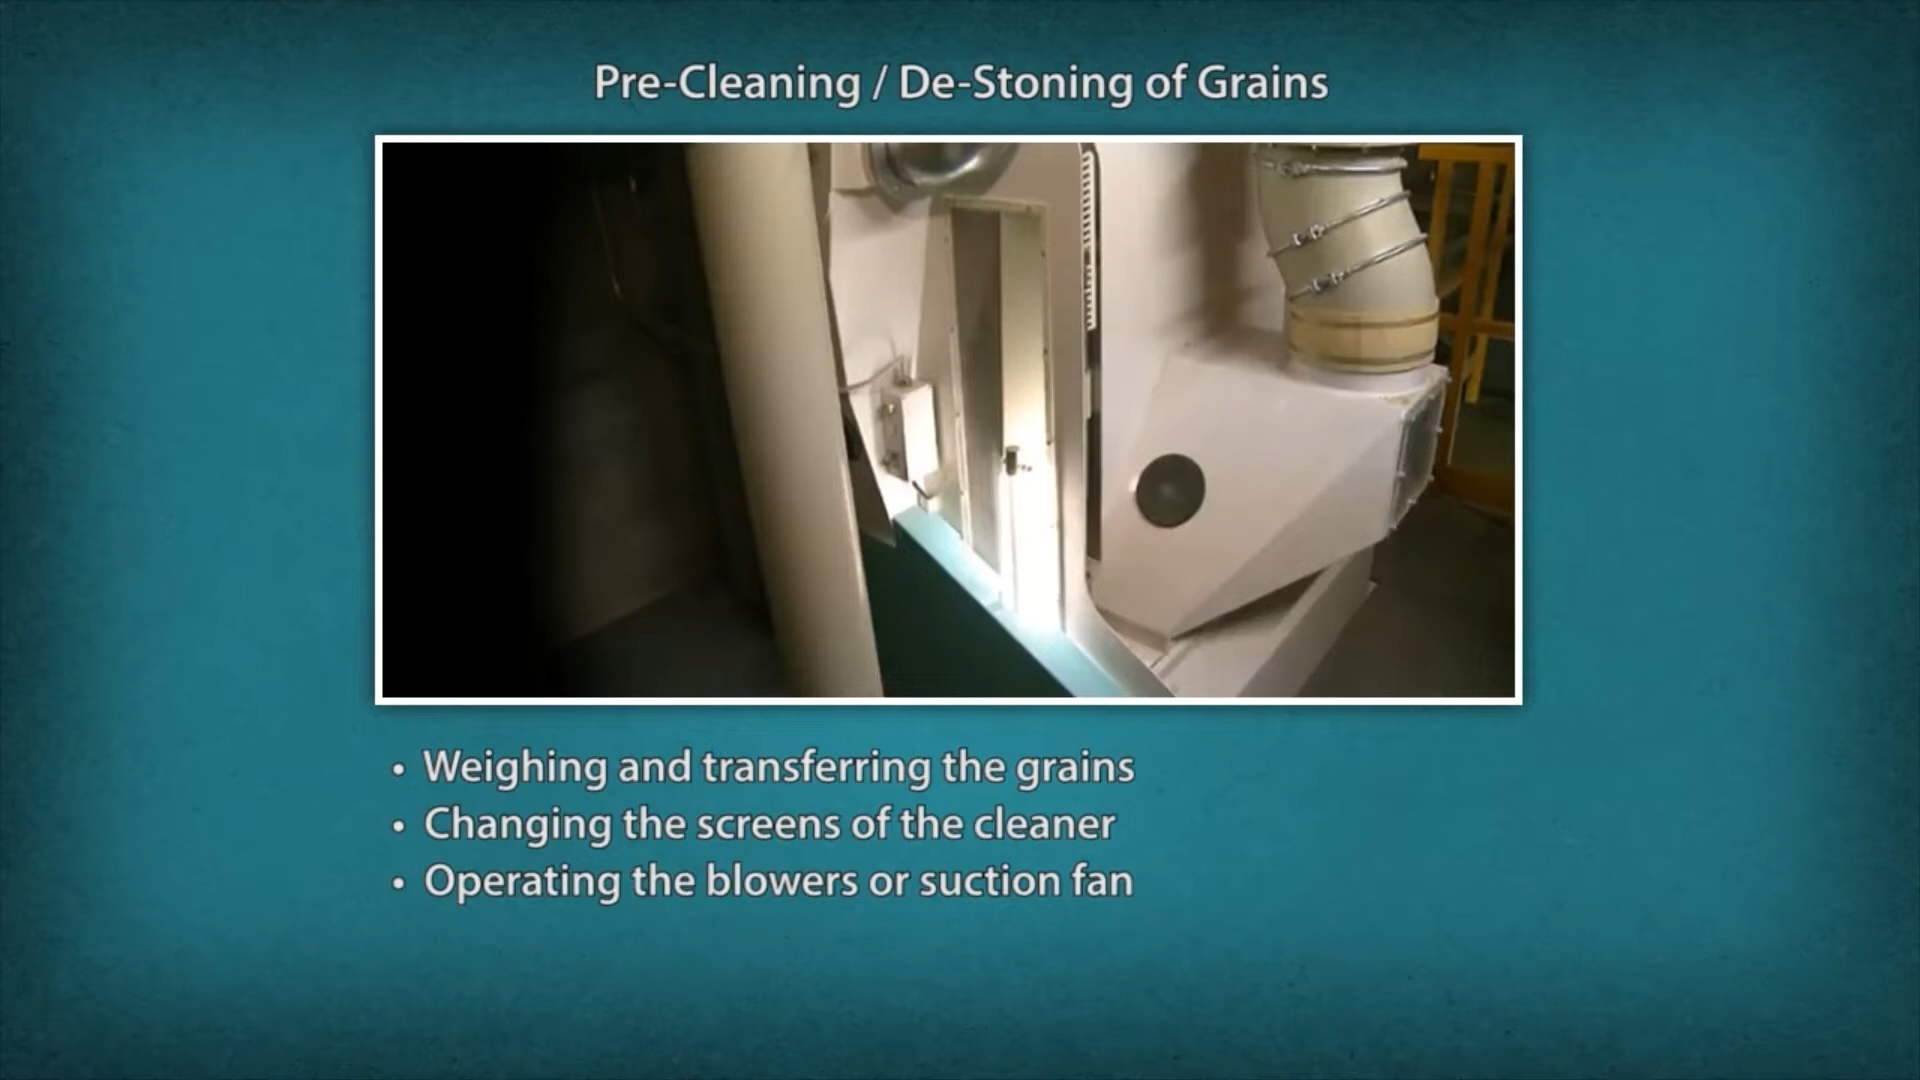 Pre-Cleaning / De-Stoning of Grains
• Weighing and transferring the grains
• Changing the screens of the cleaner
• Operating the blowers or suction fan